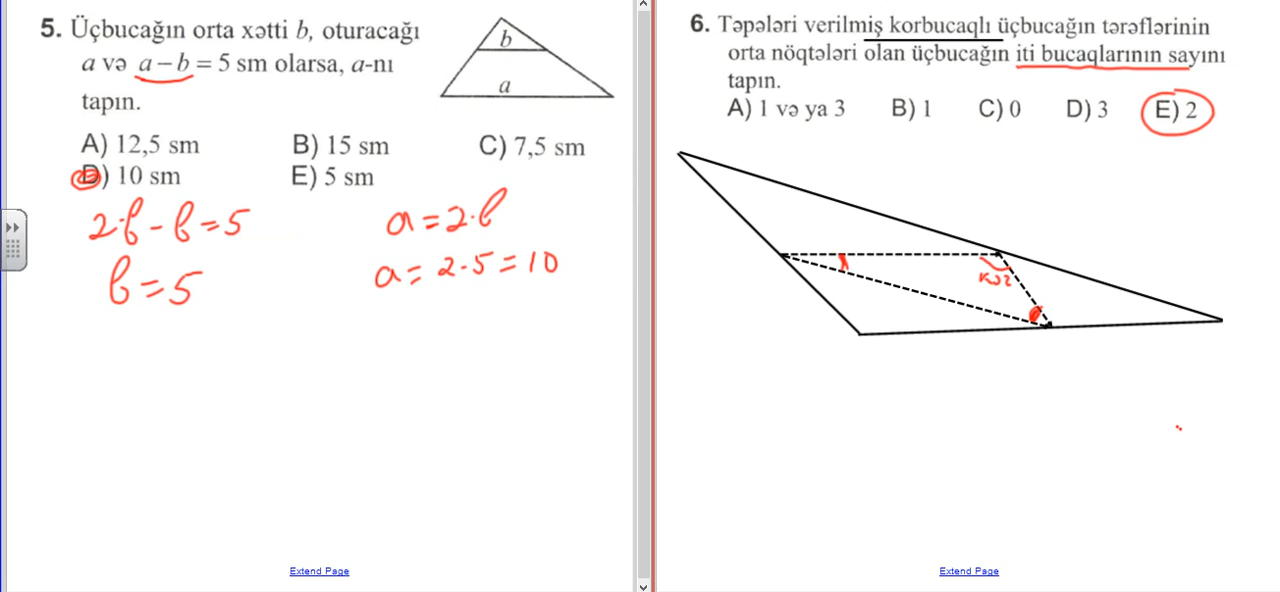 5. Üçbucağın orta xətti b, oturacağı
a və a – b = 5 sm olarsa, a-nı
tapın.
b
a
A) 12,5 sm B) 15 sm C) 7,5 sm
D) 10 sm E) 5 sm
2·b - b = 5
b = 5
a = 2·b
a = 2·5 = 10
Extend Page
6. Təpələri verilmiş korbucaqlı üçbucağın tərəflərinin
orta nöqtələri olan üçbucağın iti bucaqlarının sayını
tapın.
A) 1 və ya 3 B) 1 C) 0 D) 3 E) 2
Extend Page